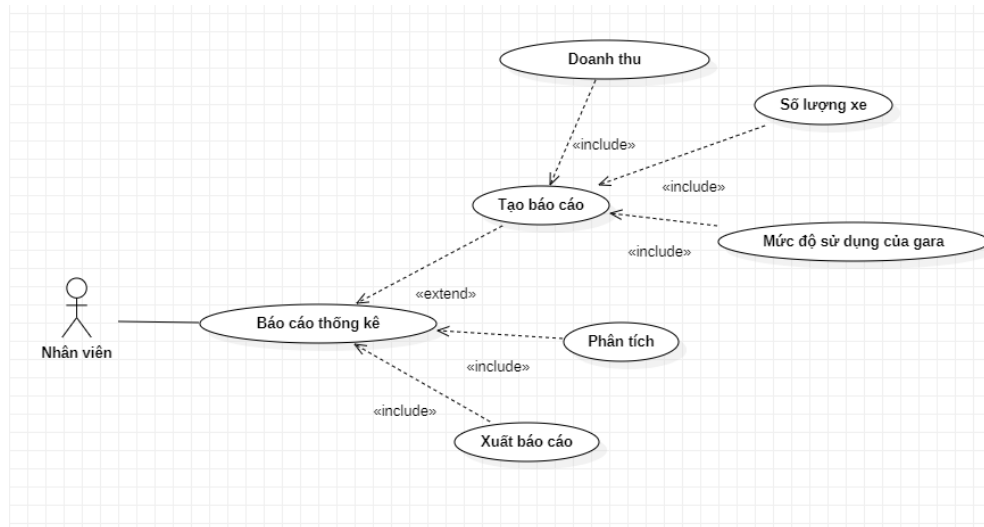 Doanh thu
Số lượng xe
«include»
«include»
Tạo báo cáo
Mức độ sử dụng của gara
«include»
«extend»
Báo cáo thống kê
Nhân viên
Phân tích
«include»
«include»
Xuất báo cáo